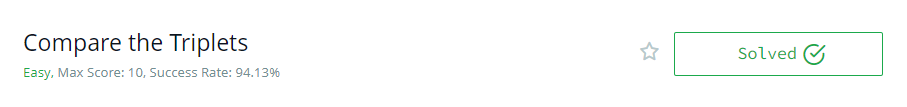 Compare the Triplets
Solved
Easy, Max Score: 10, Success Rate: 94.13%